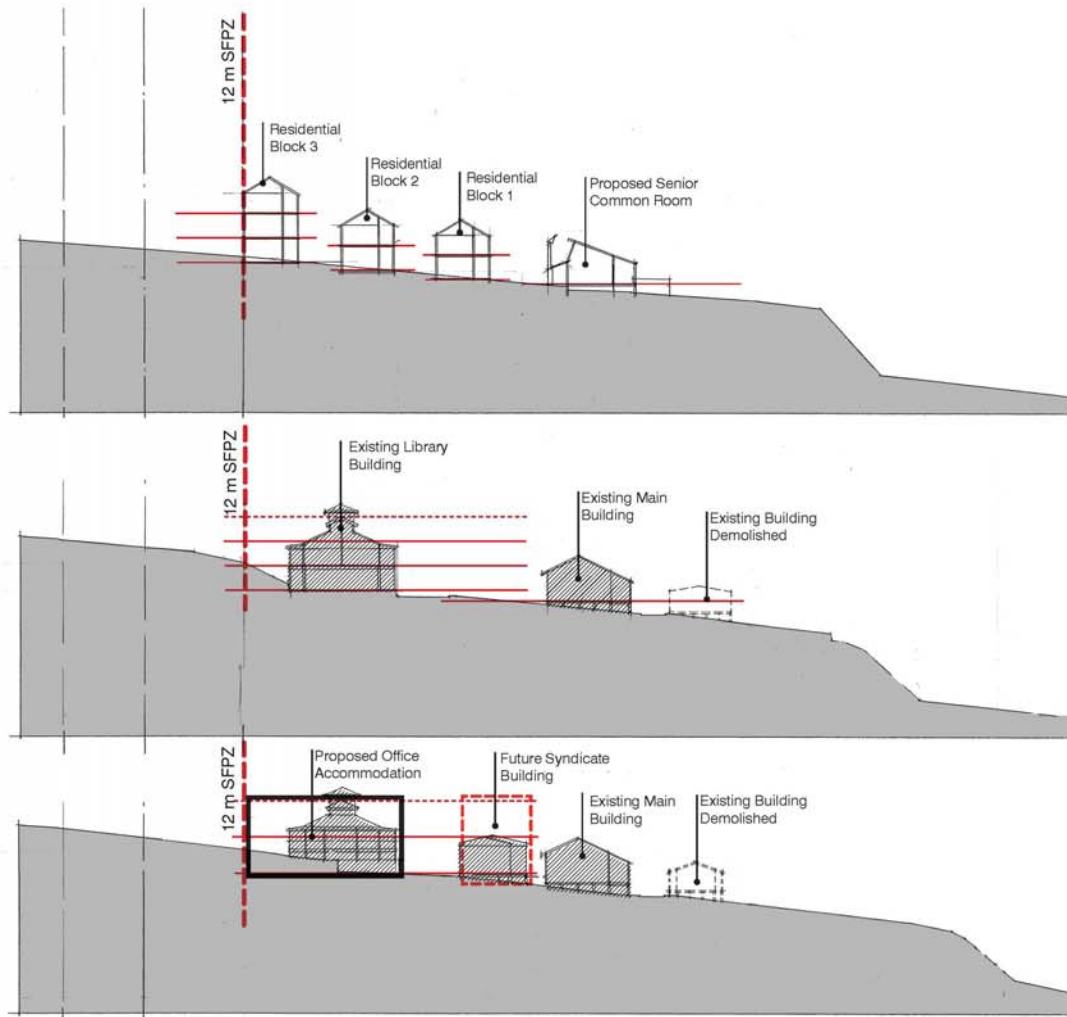 12 m SFPZ
Residential
Block 3
Residential
Block 2
Residential
Block 1
Proposed Senior
Common Room
12 m SFPZ
Existing Library
Building
Existing Main
Building
Existing Building
Demolished
12 m SFPZ
Proposed Office
Accommodation
Future Syndicate
Building
Existing Main
Building
Existing Building
Demolished